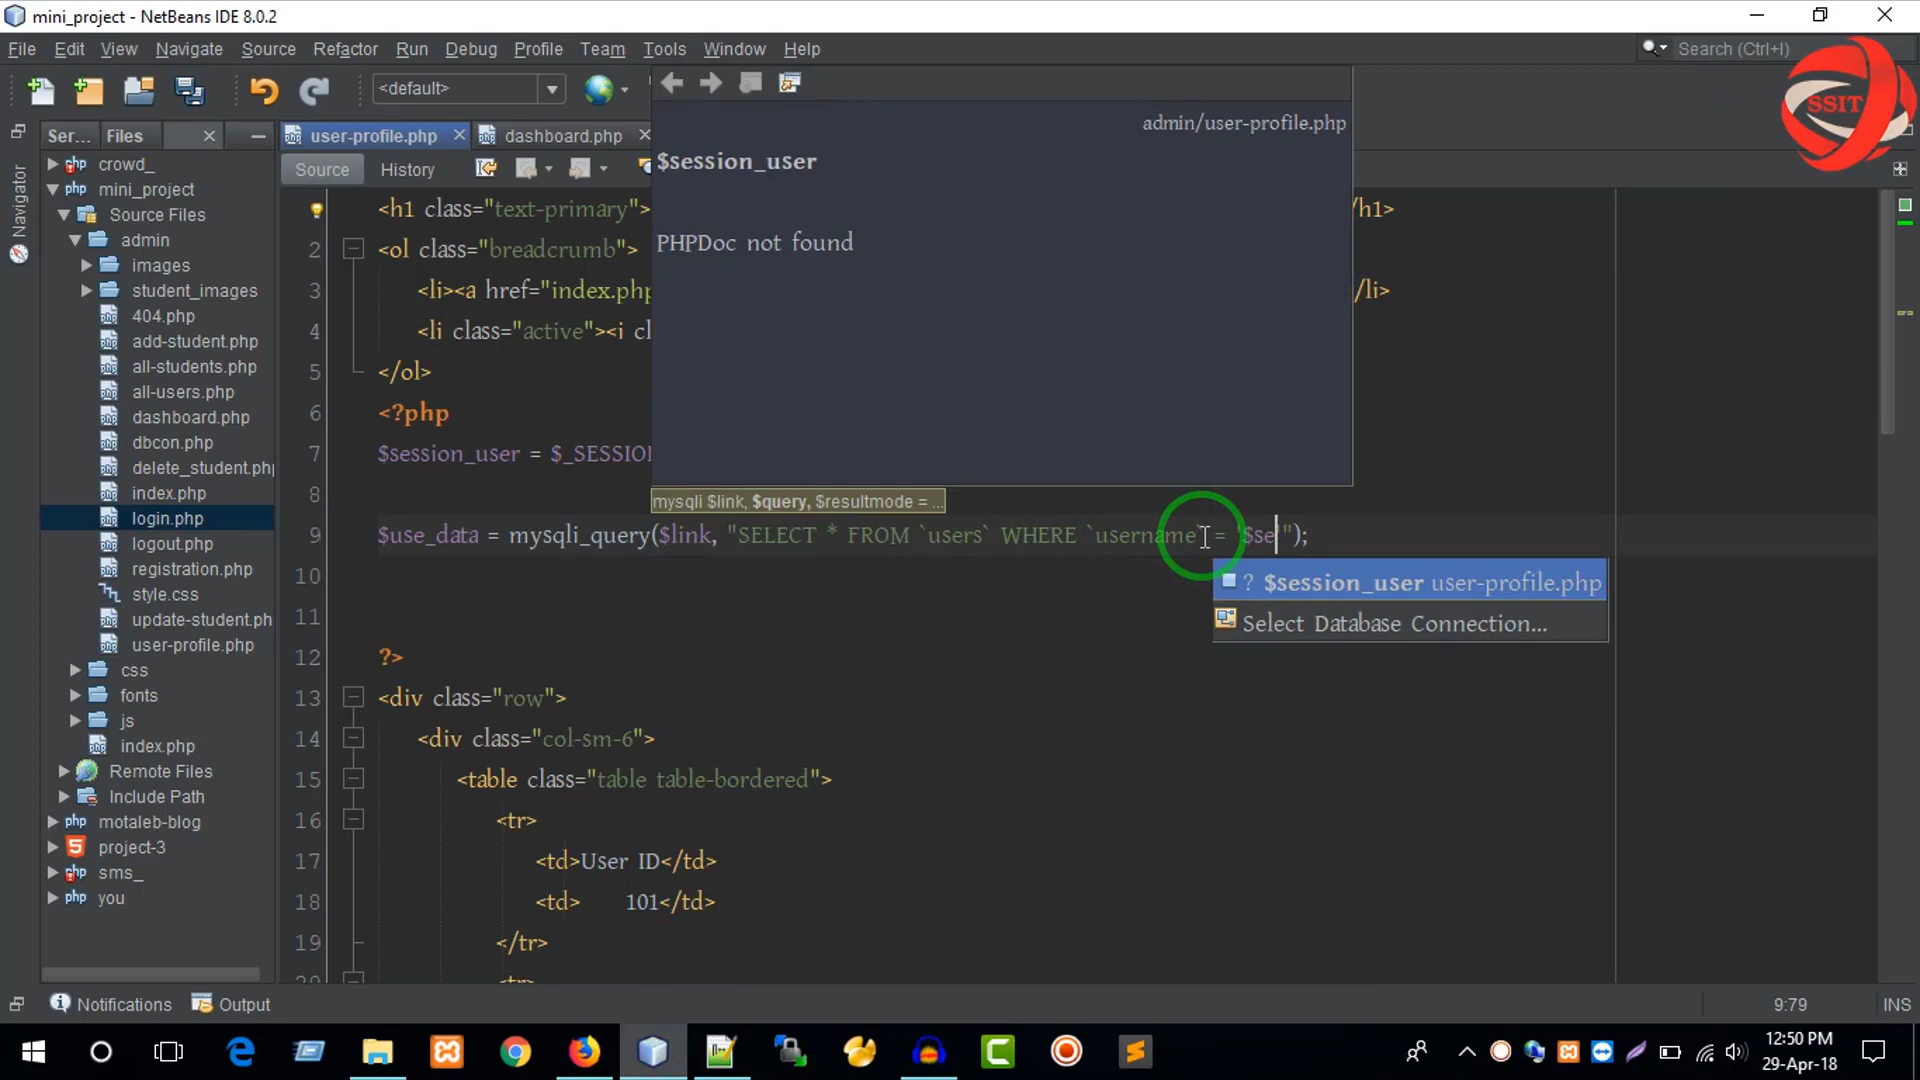 mini_project - NetBeans IDE 8.0.2
File Edit View Navigate Source Refactor Run Debug Profile Team Tools Window Help
Search (Ctrl+I)
SSIT
<default>
Ser... Files
user-profile.php
dashboard.php
Source History
Navigator
crowd_
mini_project
Source Files
admin
images
student_images
404.php
add-student.php
all-students.php
all-users.php
dashboard.php
dbcon.php
delete_student.php
index.php
login.php
logout.php
registration.php
style.css
update-student.ph
user-profile.php
css
fonts
js
index.php
Remote Files
Include Path
motaleb-blog
project-3
sms_
you
admin/user-profile.php
$session_user
PHPDoc not found
mysqli $link, $query, $resultmode = ...
<h1 class="text-primary"> /h1>
2 <ol class="breadcrumb">
3 <li><a href="index.php /li>
4 <li class="active"><i cl
5 </ol>
6 <?php
7 $session_user = $_SESSION
8
9 $use_data = mysqli_query($link, "SELECT * FROM `users` WHERE `username` = '$se'");
10
11
12 ?>
13 <div class="row">
14 <div class="col-sm-6">
15 <table class="table table-bordered">
16 <tr>
17 <td>User ID</td>
18 <td> 101</td>
19 </tr>
20 <tr>
? $session_user user-profile.php
Select Database Connection...
Notifications Output
9:79 INS
12:50 PM
29-Apr-18